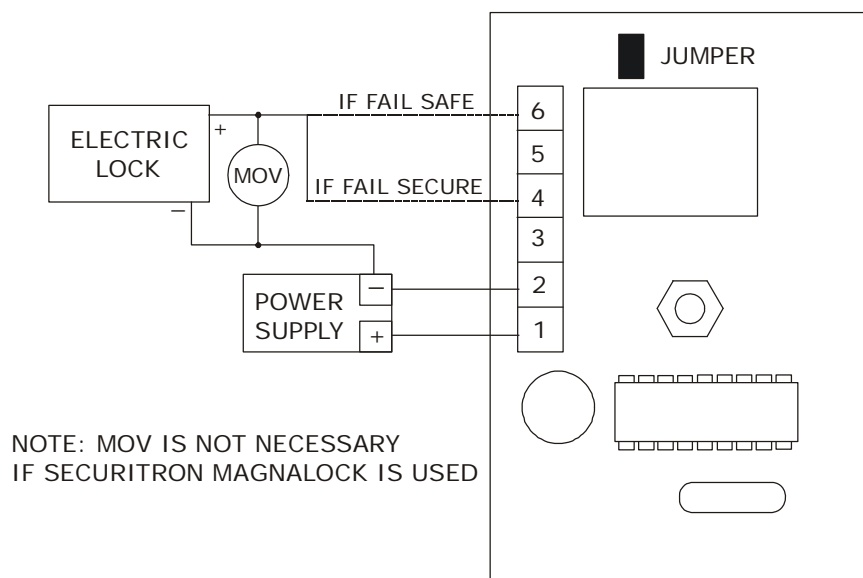 JUMPER
IF FAIL SAFE
6
+
ELECTRIC
LOCK
5
MOV
IF FAIL SECURE
4
−
3
POWER
SUPPLY
−
2
+
1
NOTE: MOV IS NOT NECESSARY
IF SECURITRON MAGNALOCK IS USED